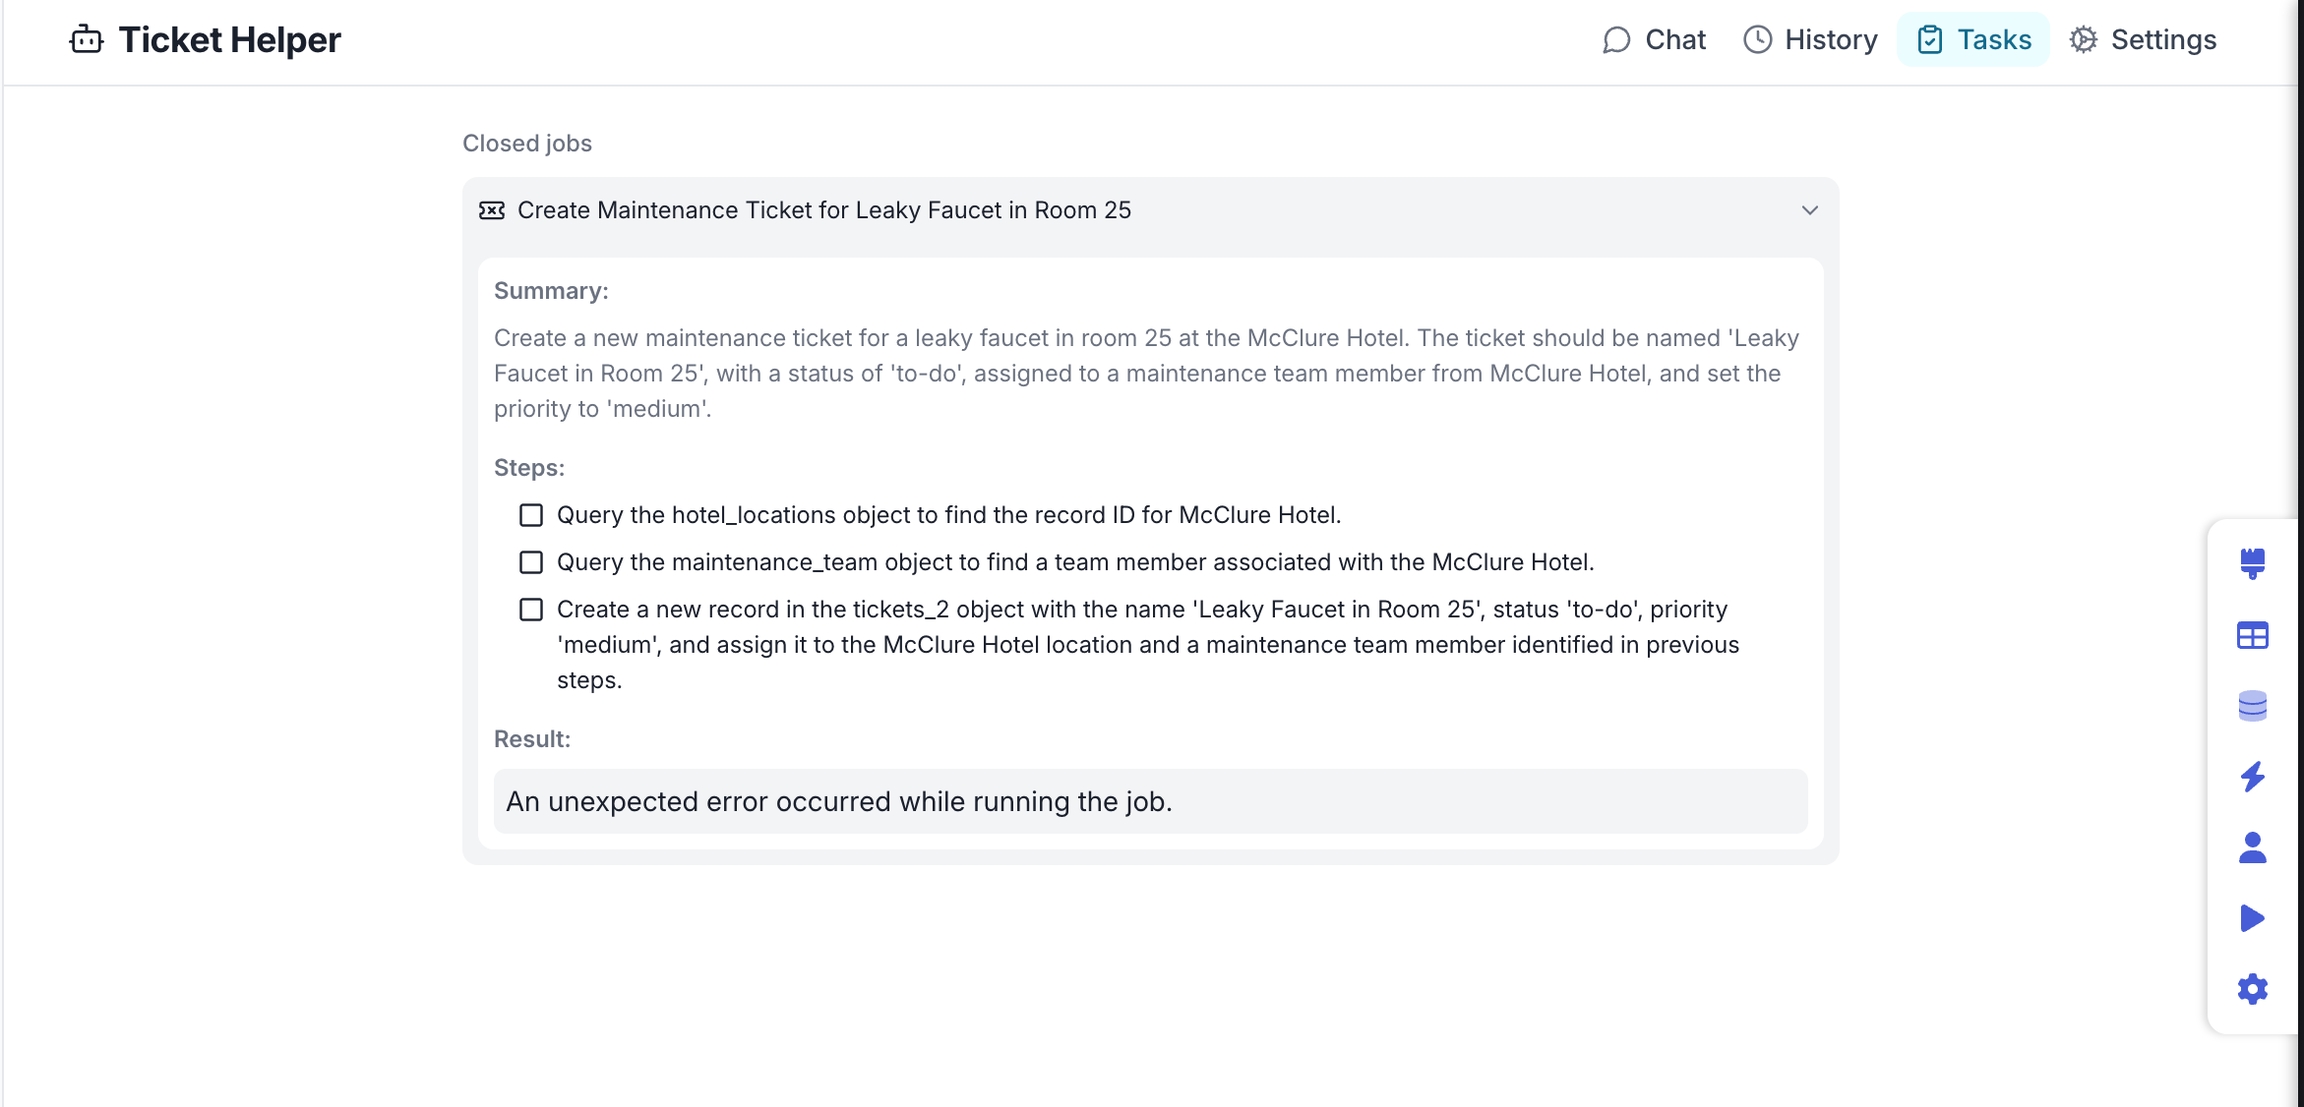 Ticket Helper
Chat
History
Tasks
Settings
Closed jobs
Create Maintenance Ticket for Leaky Faucet in Room 25
Summary:
Create a new maintenance ticket for a leaky faucet in room 25 at the McClure Hotel. The ticket should be named 'Leaky
Faucet in Room 25', with a status of 'to-do', assigned to a maintenance team member from McClure Hotel, and set the
priority to 'medium'.
Steps:
Query the hotel_locations object to find the record ID for McClure Hotel.
Query the maintenance_team object to find a team member associated with the McClure Hotel.
Create a new record in the tickets_2 object with the name 'Leaky Faucet in Room 25', status 'to-do', priority
'medium', and assign it to the McClure Hotel location and a maintenance team member identified in previous
steps.
Result:
An unexpected error occurred while running the job.